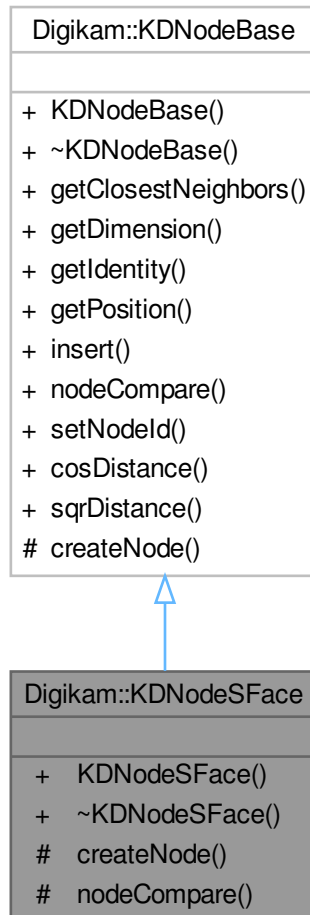 Digikam::KDNodeBase
+ KDNodeBase()
+ ~KDNodeBase()
+ getClosestNeighbors()
+ getDimension()
+ getIdentity()
+ getPosition()
+ insert()
+ nodeCompare()
+ setNodeId()
+ cosDistance()
+ sqrDistance()
# createNode()
Digikam::KDNodeSFace
+ KDNodeSFace()
+ ~KDNodeSFace()
# createNode()
# nodeCompare()